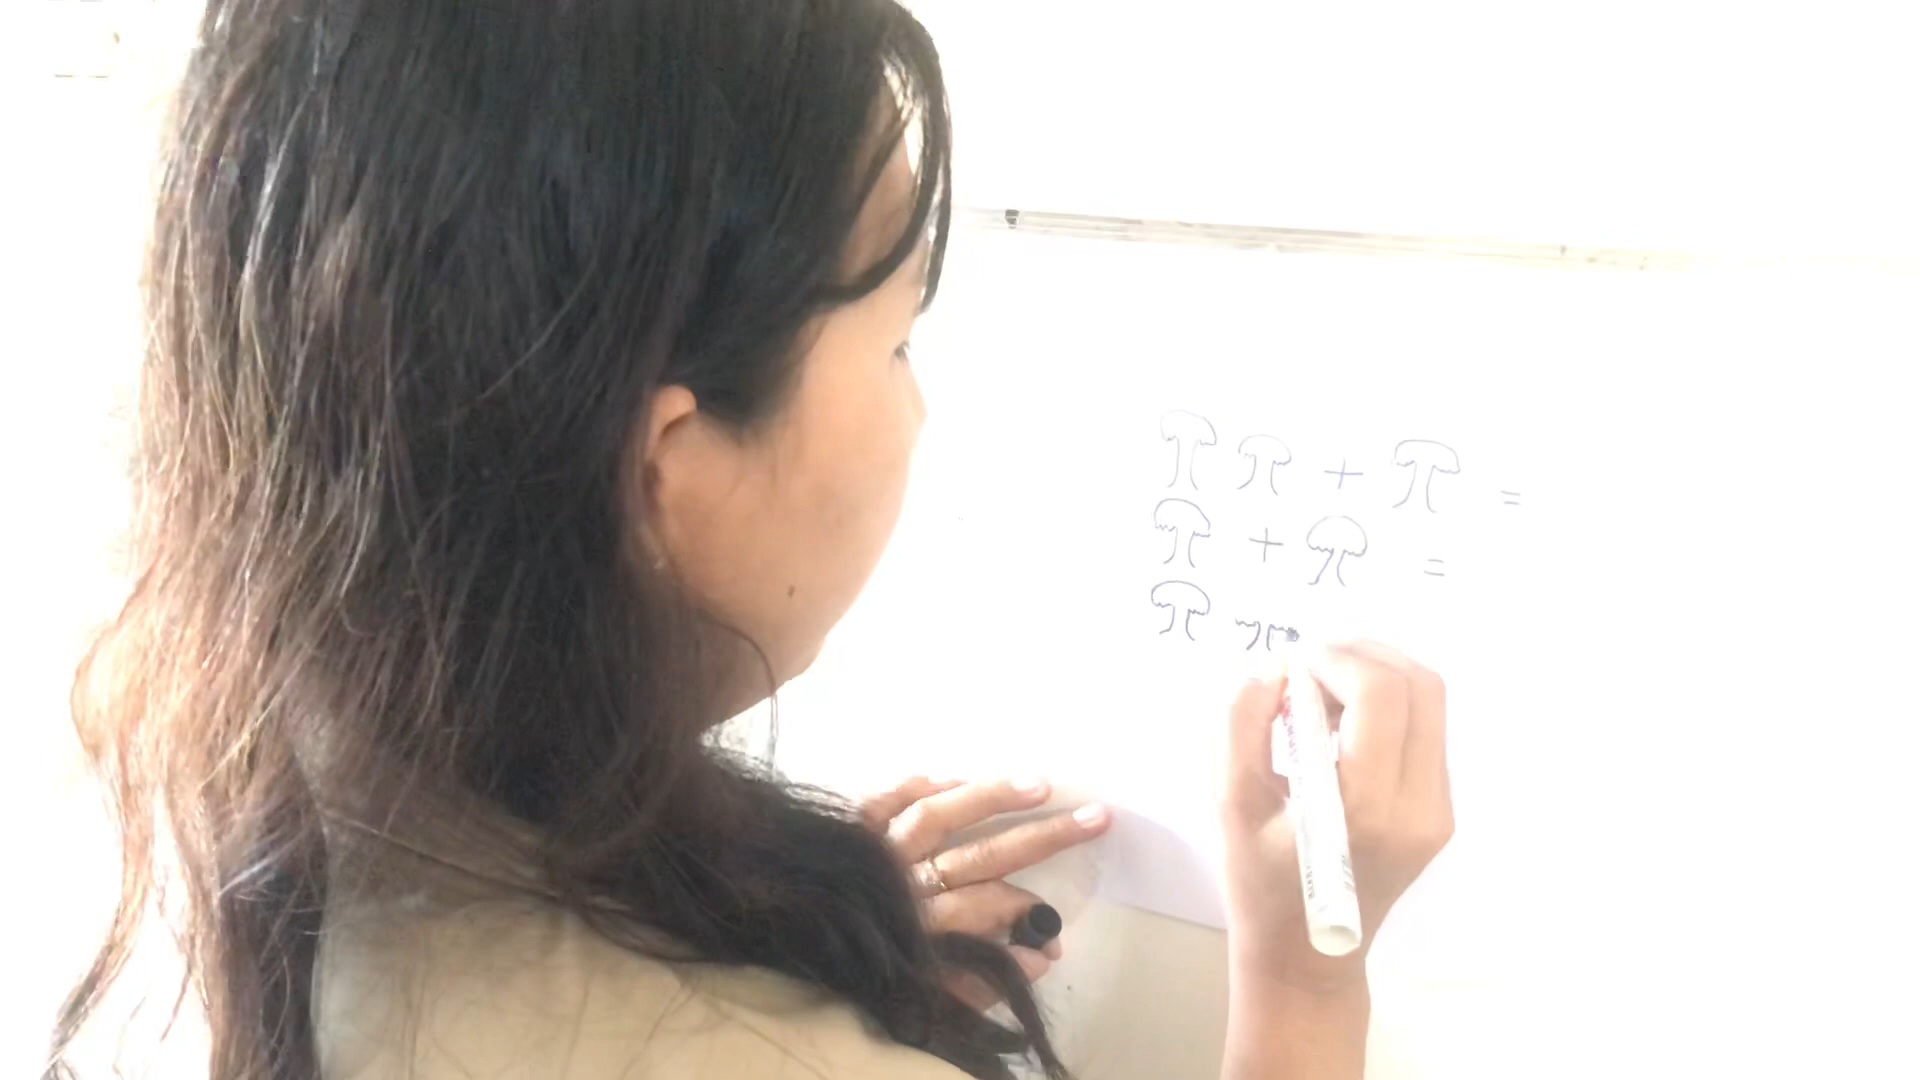 + =
+ =